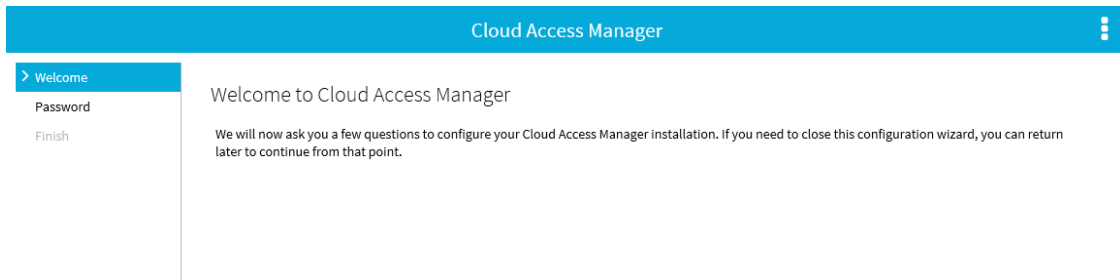 Cloud Access Manager
Welcome
Password
Finish
Welcome to Cloud Access Manager
We will now ask you a few questions to configure your Cloud Access Manager installation. If you need to close this configuration wizard, you can return
later to continue from that point.